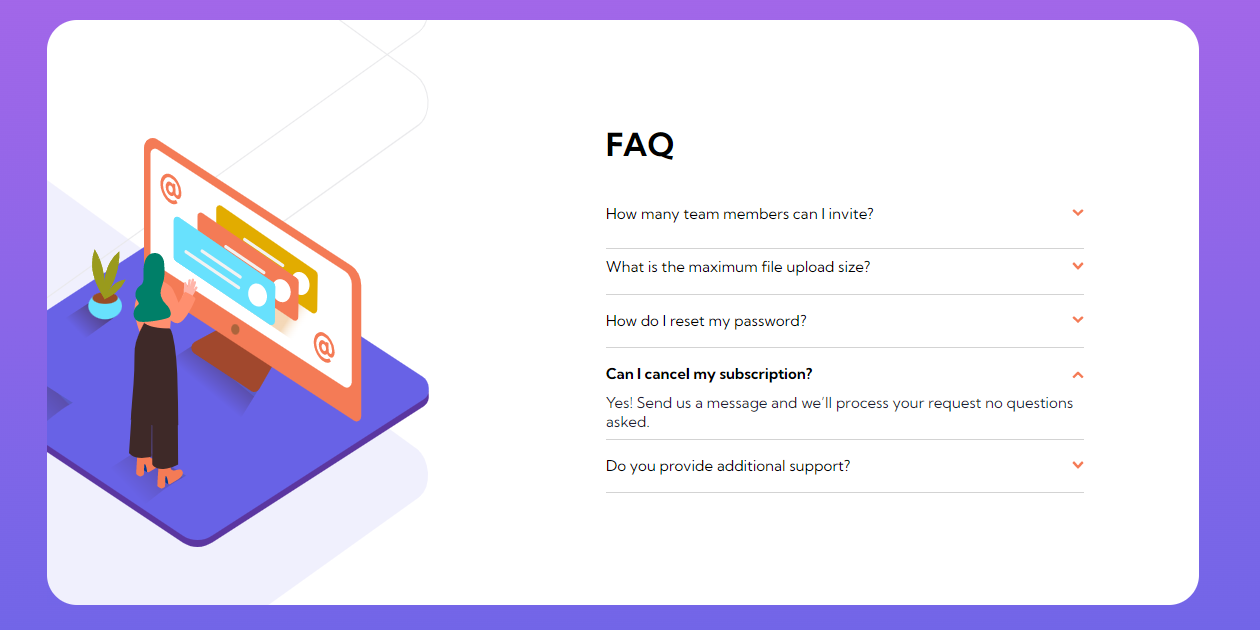 FAQ
How many team members can I invite?
What is the maximum file upload size?
How do I reset my password?
Can I cancel my subscription?
Yes! Send us a message and we’ll process your request no questions
asked.
Do you provide additional support?
@
@